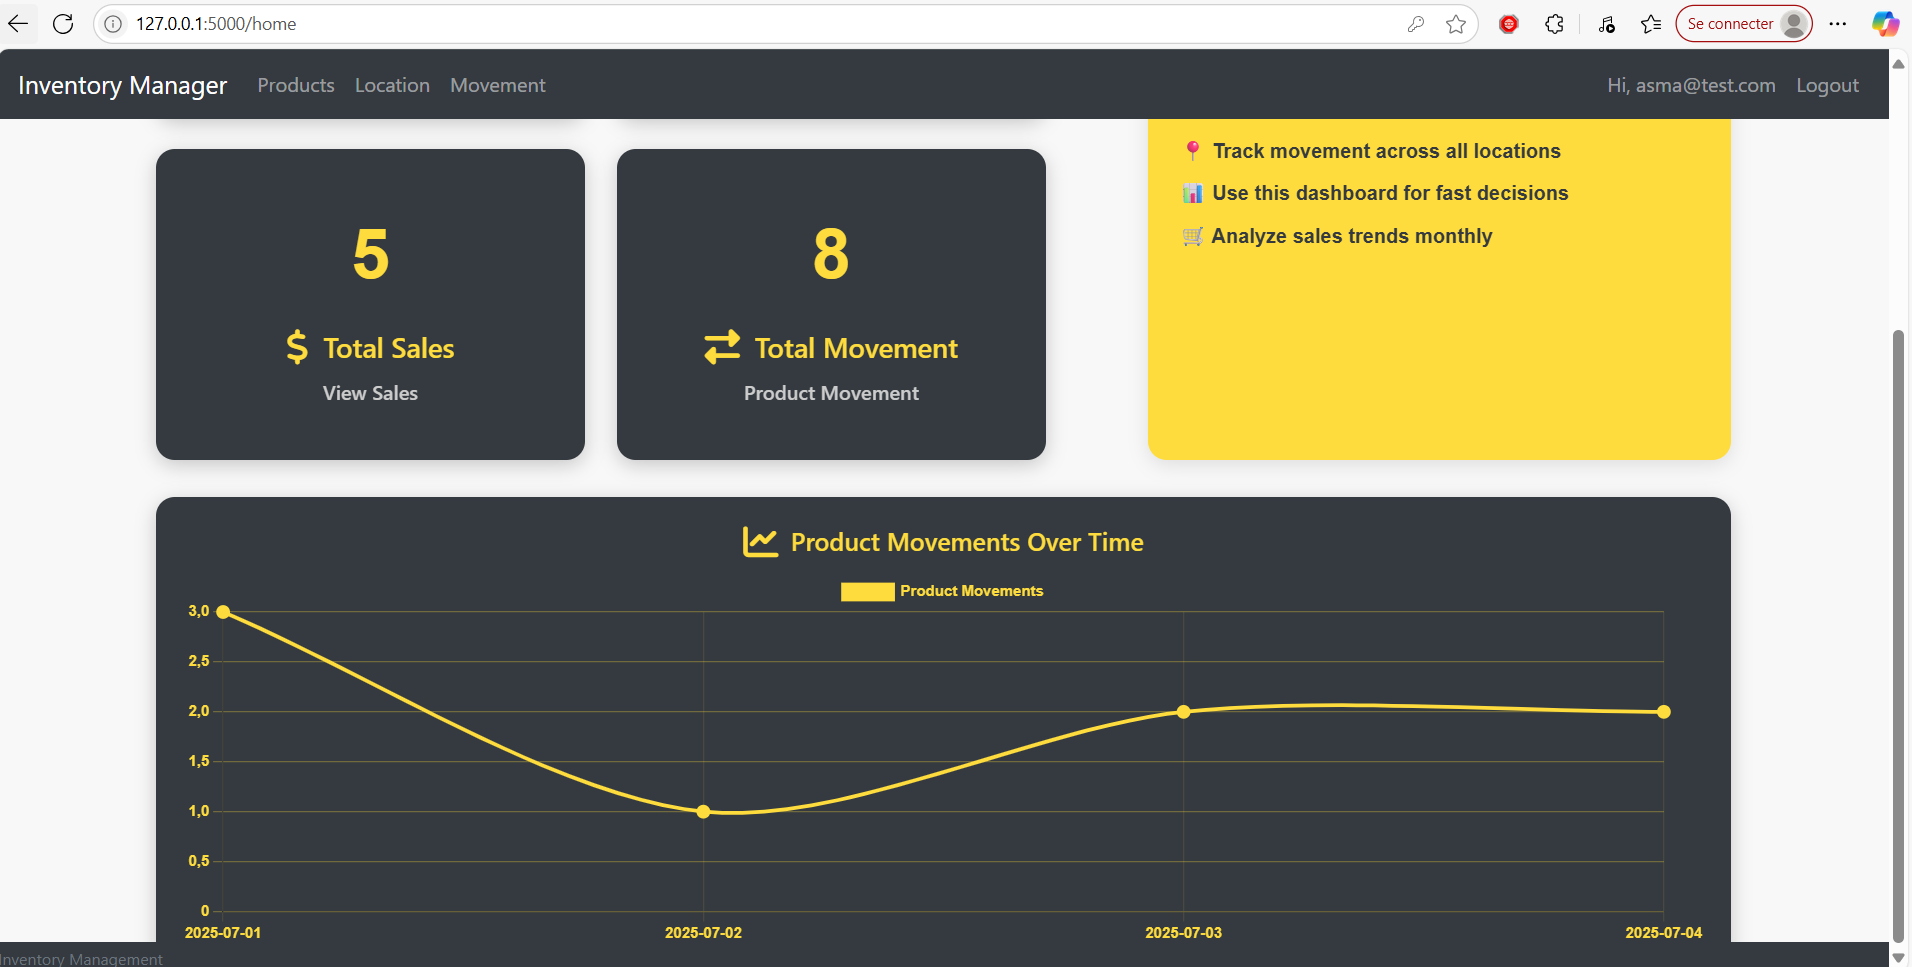 127.0.0.1:5000/home
Se connecter
Inventory Manager
Products
Location
Movement
Hi, asma@test.com
Logout
5
Total Sales
View Sales
8
Total Movement
Product Movement
Track movement across all locations
Use this dashboard for fast decisions
Analyze sales trends monthly
Product Movements Over Time
Product Movements
3,0
2,5
2,0
1,5
1,0
0,5
0
2025-07-01
2025-07-02
2025-07-03
2025-07-04
Inventory Management